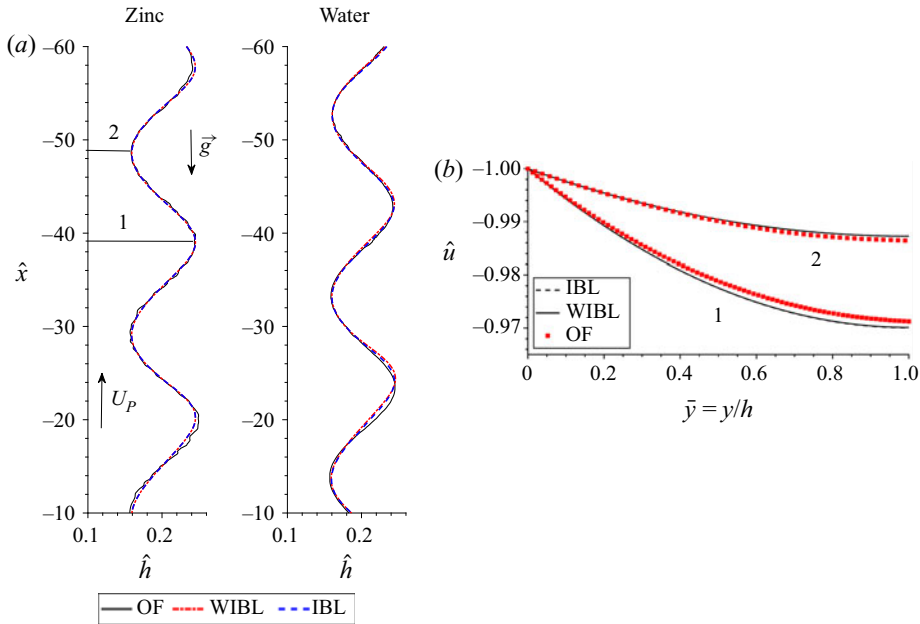 Zinc
Water
(a)
–60
–50
–40
–30
–20
–10
x̂
2
1
g⃗
U_P
0.1
0.2
ĥ
–60
–50
–40
–30
–20
–10
0.1
0.2
ĥ
OF
WIBL
IBL
(b)
–1.00
–0.99
–0.98
–0.97
û
2
1
IBL
WIBL
OF
0
0.2
0.4
0.6
0.8
1.0
ȳ = y/h